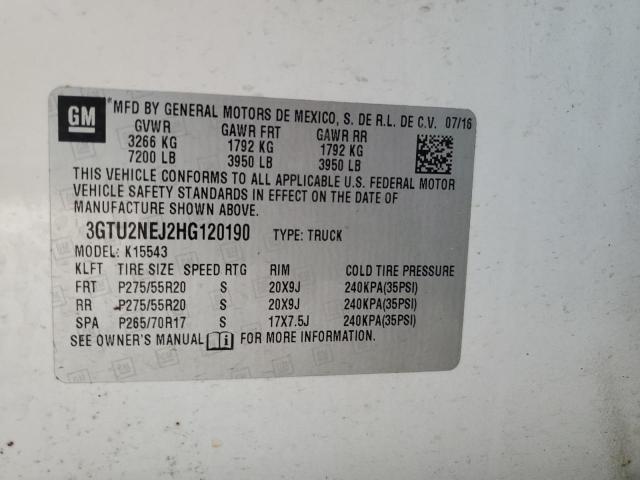 GM
*MFD BY GENERAL MOTORS DE MEXICO, S. DE R.L. DE C.V. 07/16
GVWR GAWR FRT GAWR RR
3266 KG 1792 KG 1792 KG
7200 LB 3950 LB 3950 LB
THIS VEHICLE CONFORMS TO ALL APPLICABLE U.S. FEDERAL MOTOR
VEHICLE SAFETY STANDARDS IN EFFECT ON THE DATE OF
MANUFACTURE SHOWN ABOVE.
3GTU2NEJ2HG120190 TYPE: TRUCK
MODEL: K15543
KLFT TIRE SIZE SPEED RTG RIM COLD TIRE PRESSURE
FRT P275/55R20 S 20X9J 240KPA(35PSI)
RR P275/55R20 S 20X9J 240KPA(35PSI)
SPA P265/70R17 S 17X7.5J 240KPA(35PSI)
SEE OWNER'S MANUAL i FOR MORE INFORMATION.